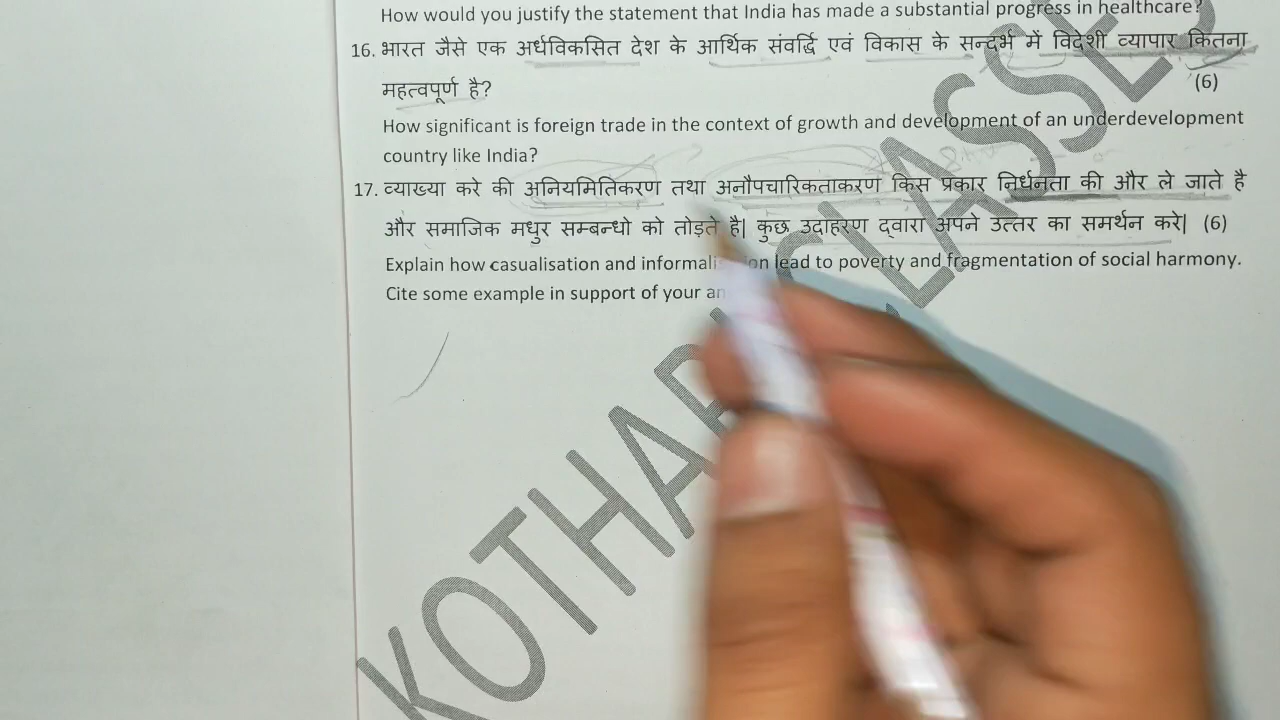 How would you justify the statement that India has made a substantial progress in healthcare?
16. भारत जैसे एक अर्धविकसित देश के आर्थिक संवर्द्धि एवं विकास के सन्दर्भ में विदेशी व्यापार कितना
महत्वपूर्ण है? (6)
How significant is foreign trade in the context of growth and development of an underdevelopment
country like India?
17. व्याख्या करे की अनियमितिकरण तथा अनौपचारिकताकरण किस प्रकार निर्धनता की और ले जाते है
और समाजिक मधुर सम्बन्धो को तोड़ते है| कुछ उदाहरण द्वारा अपने उत्तर का समर्थन करे| (6)
Explain how casualisation and lead to poverty and fragmentation of social harmony.
Cite some example in support of your
KOTHARI CLASSES